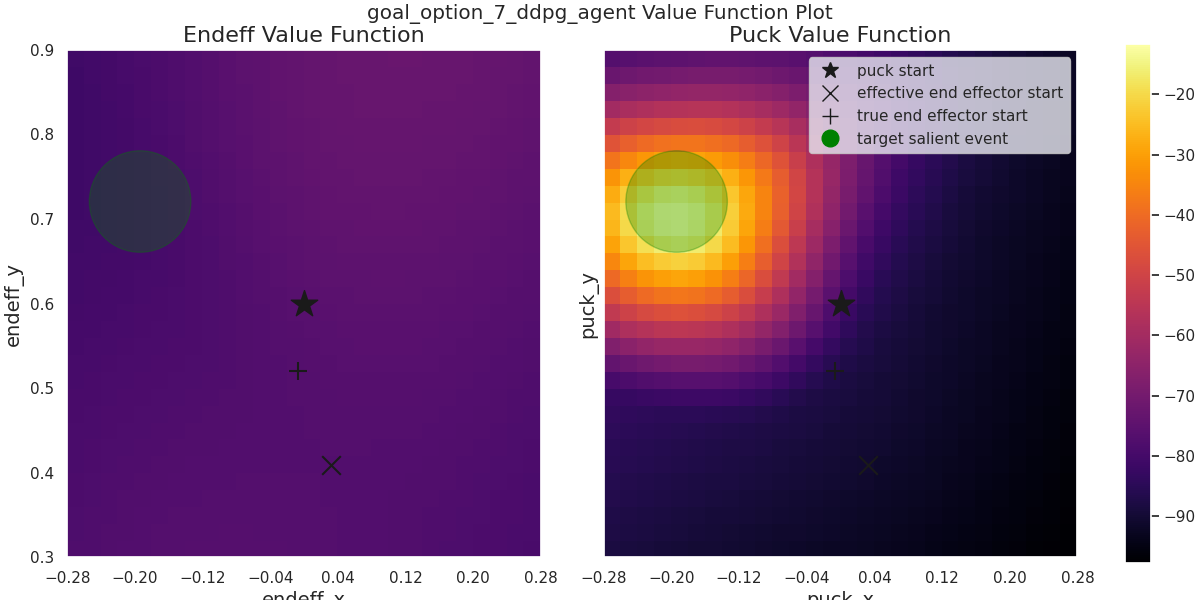 goal_option_7_ddpg_agent Value Function Plot
Endeff Value Function
endeff_y
0.9
0.8
0.7
0.6
0.5
0.4
0.3
−0.28
−0.20
−0.12
−0.04
0.04
0.12
0.20
0.28
endeff_x
Puck Value Function
puck_y
puck start
effective end effector start
true end effector start
target salient event
−0.28
−0.20
−0.12
−0.04
0.04
0.12
0.20
0.28
puck_x
−20
−30
−40
−50
−60
−70
−80
−90